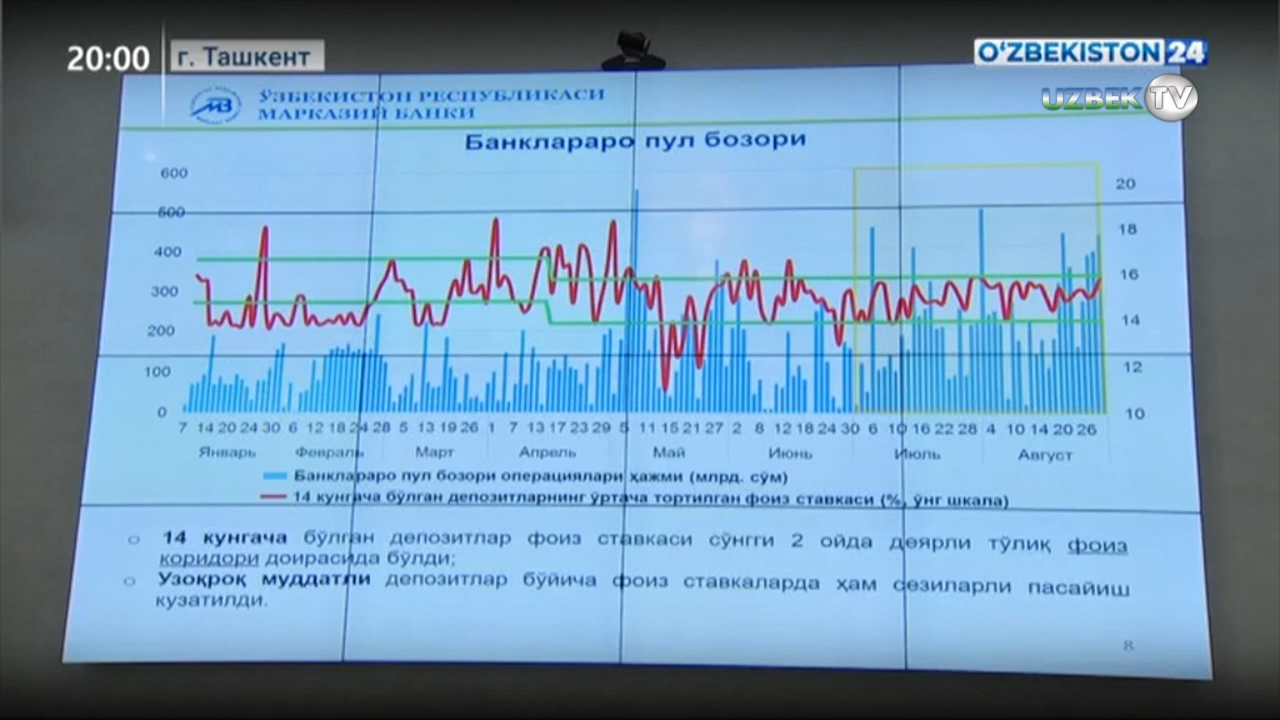 20:00
г. Ташкент
O‘ZBEKISTON 24
UZBEK TV
ЎЗБЕКИСТОН РЕСПУБЛИКАСИ
МАРКАЗИЙ БАНКИ
Банклараро пул бозори
600
500
400
300
200
100
0
20
18
16
14
12
10
7 14 20 24 30 6 12 18 24 28 5 13 19 26 1 7 13 17 23 29 5 11 15 21 27 2 8 12 18 24 30 6 10 16 22 28 4 10 14 20 26
Январь Февраль Март Апрель Май Июнь Июль Август
Банклараро пул бозори операциялари ҳажми (млрд. сўм)
14 кунгача бўлган депозитларнинг ўртача тортилган фоиз ставкаси (%, ўнг шкала)
14 кунгача бўлган депозитлар фоиз ставкаси сўнгги 2 ойда деярли тўлиқ фоиз
коридори доирасида бўлди;
Узоқроқ муддатли депозитлар бўйича фоиз ставкаларда ҳам сезиларли пасайиш
кузатилди.
8